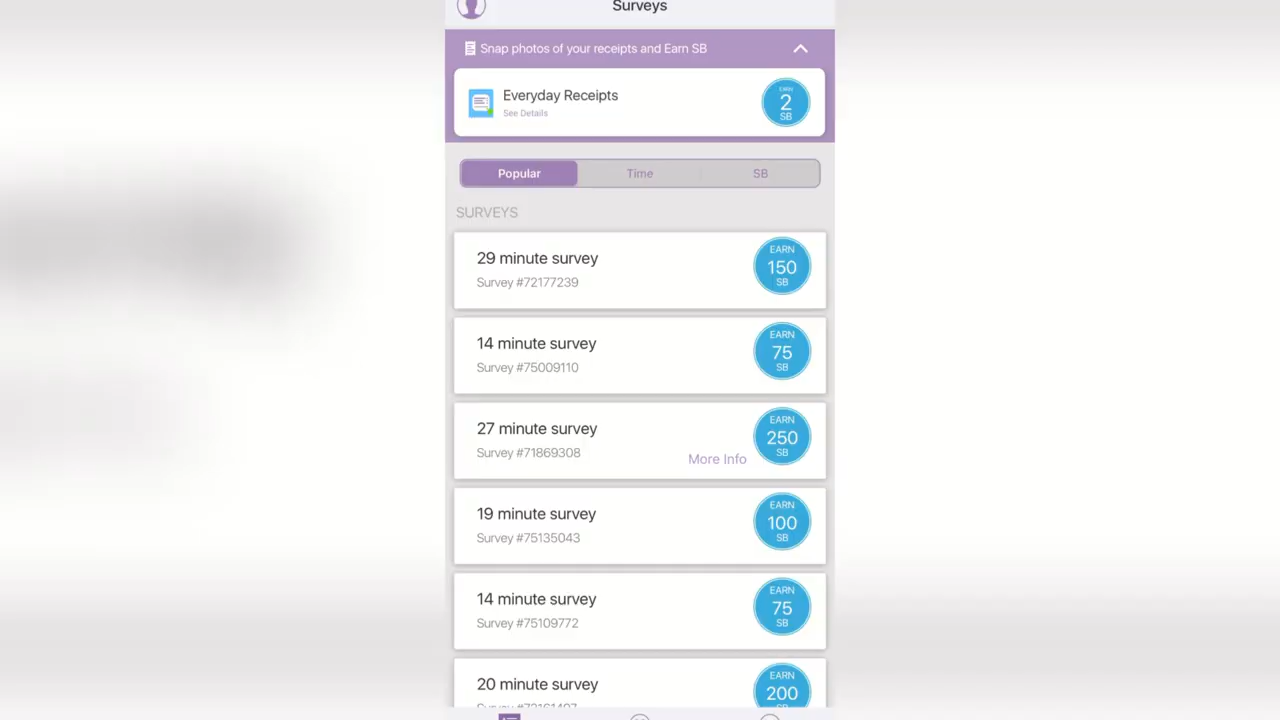 Surveys
Snap photos of your receipts and Earn SB
Everyday Receipts
See Details
EARN
2
SB
Popular
Time
SB
SURVEYS
29 minute survey
Survey #72177239
EARN
150
SB
14 minute survey
Survey #75009110
EARN
75
SB
27 minute survey
Survey #71869308
More Info
EARN
250
SB
19 minute survey
Survey #75135043
EARN
100
SB
14 minute survey
Survey #75109772
EARN
75
SB
20 minute survey
EARN
200
SB